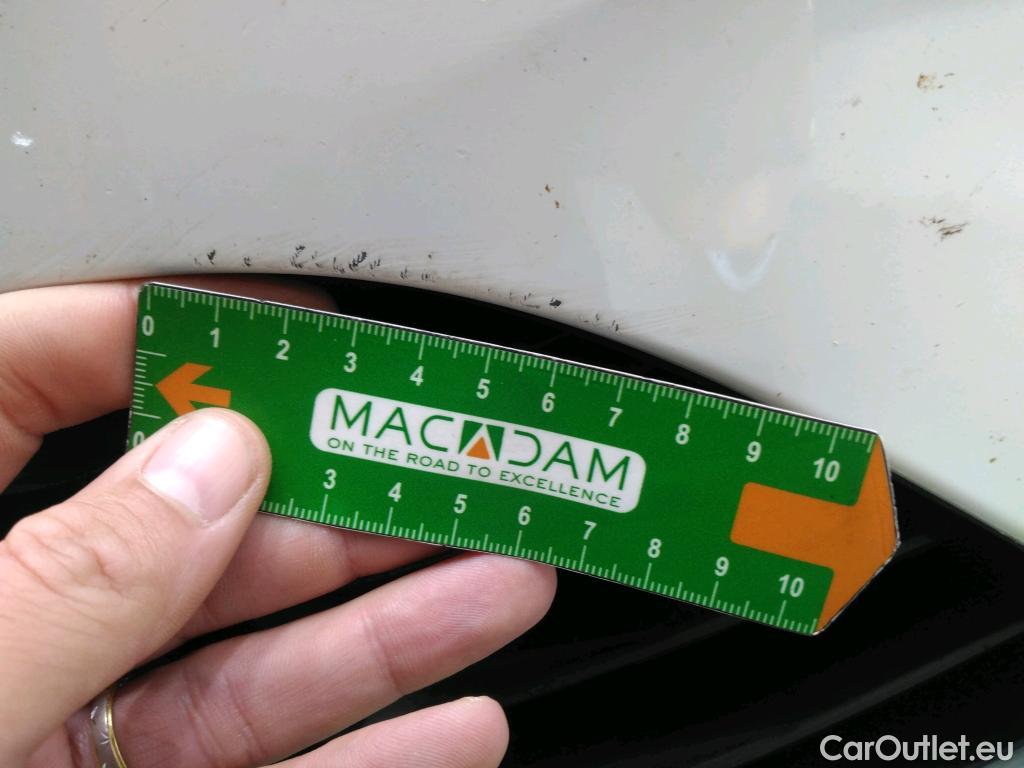 0 1 2 3 4 5 6 7 8 9 10
MACADAM
ON THE ROAD TO EXCELLENCE
0 3 4 5 6 7 8 9 10
CarOutlet.eu